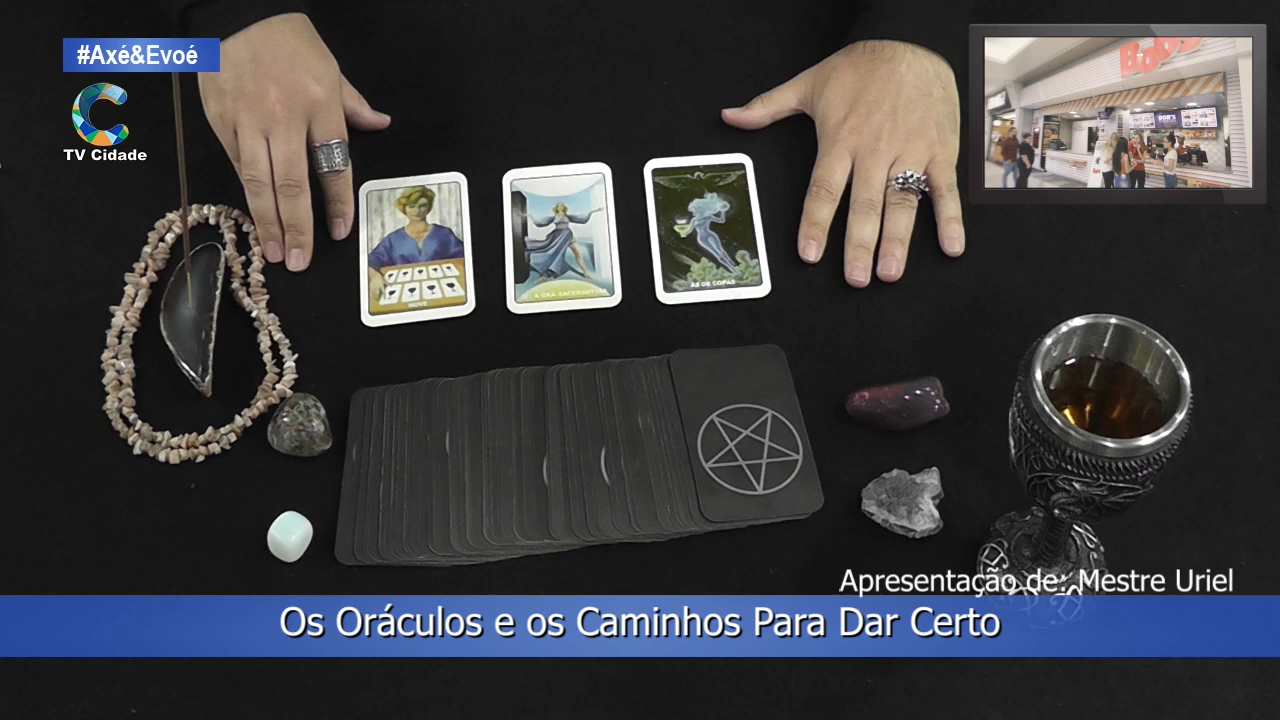 #Axé&Evoé
TV Cidade
Bob's
BOB'S
NOVE
A GRÃ-SACERDOTISA
ÁS DE COPAS
Apresentação de: Mestre Uriel
Os Oráculos e os Caminhos Para Dar Certo